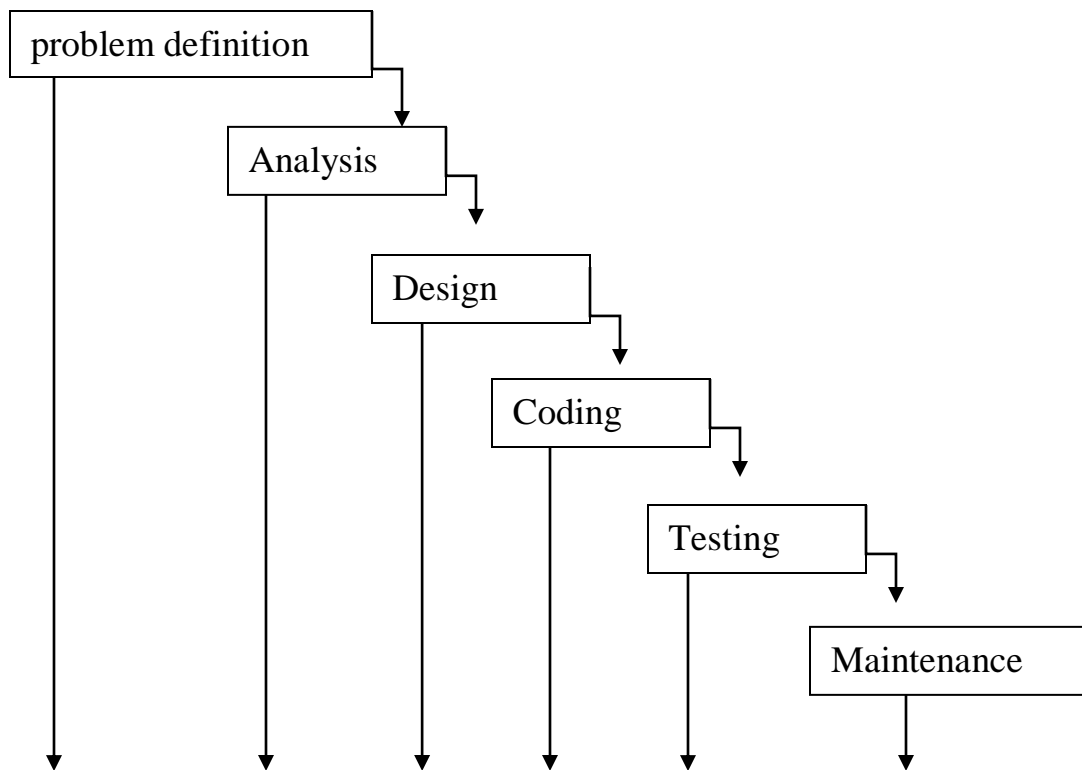 problem definition
Analysis
Design
Coding
Testing
Maintenance